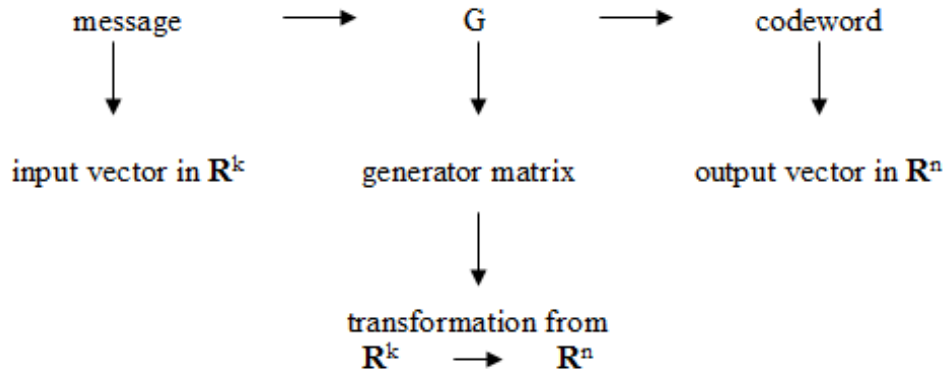 message → G → codeword
input vector in Rᵏ generator matrix output vector in Rⁿ
transformation from
Rᵏ → Rⁿ